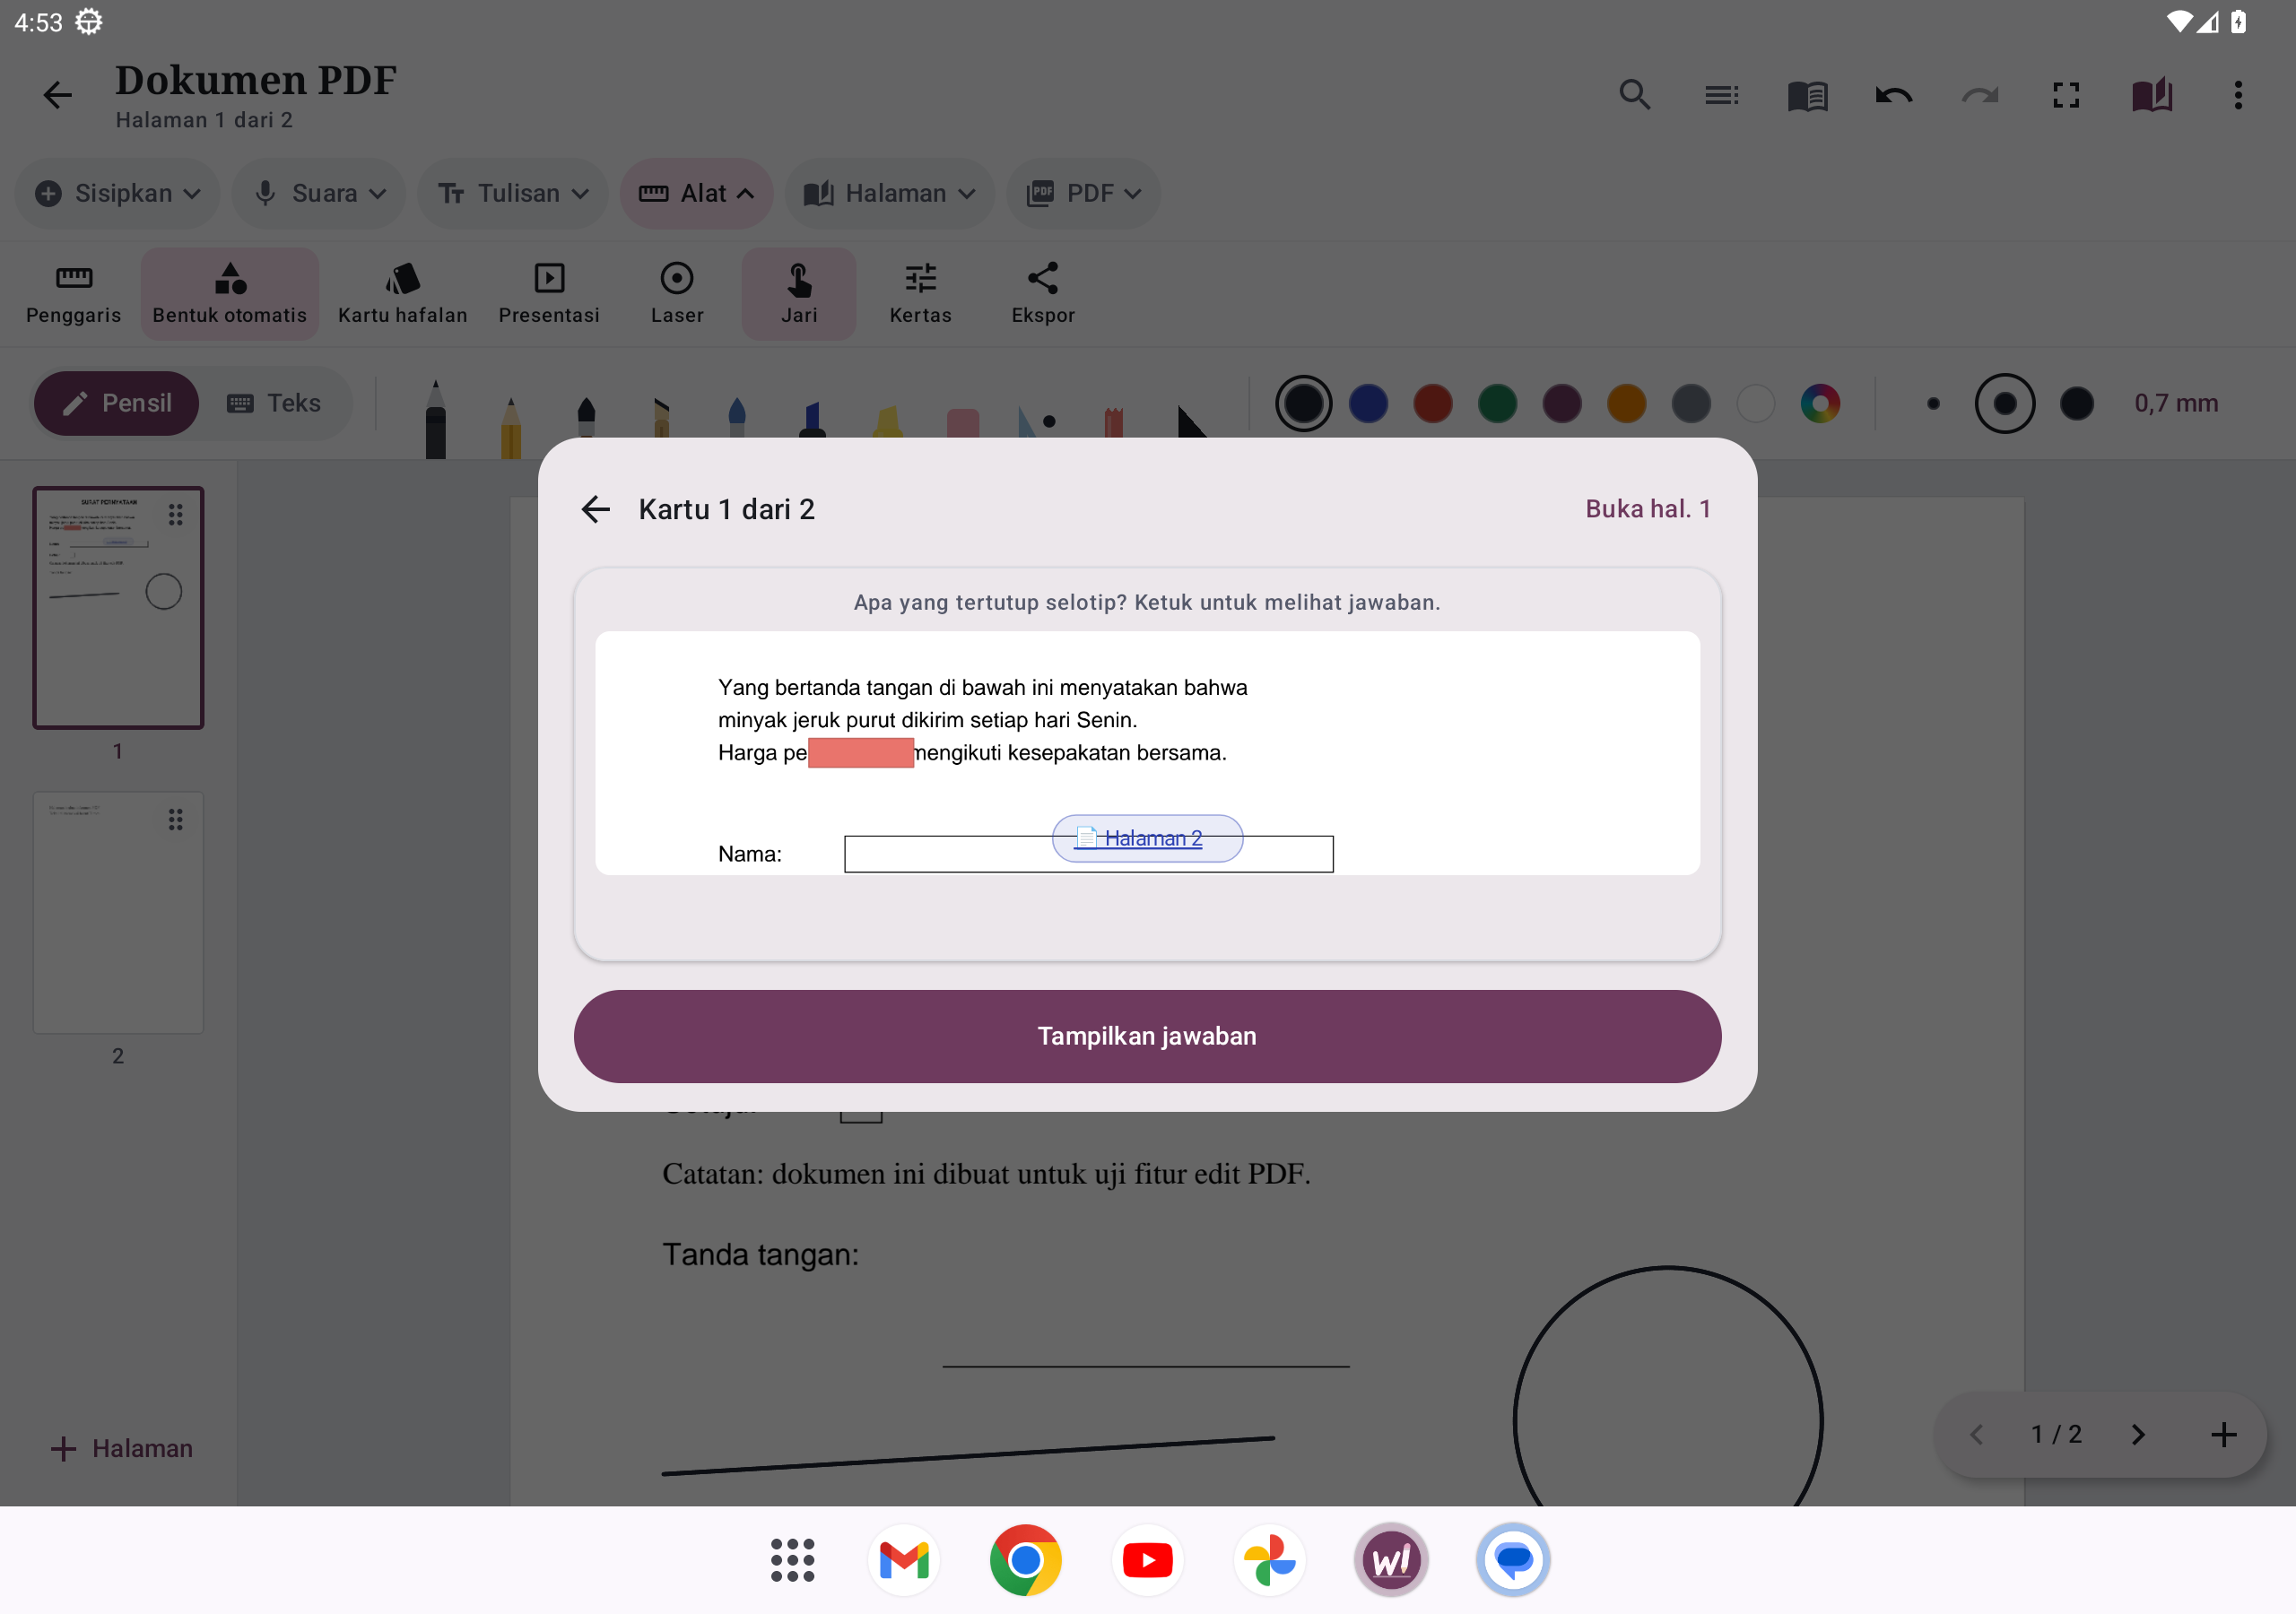 4:53
Dokumen PDF
Halaman 1 dari 2
Sisipkan
Suara
Tulisan
Alat
Halaman
PDF
Penggaris
Bentuk otomatis
Kartu hafalan
Presentasi
Laser
Jari
Kertas
Ekspor
Pensil
Teks
0,7 mm
SURAT PERNYATAAN
1
2
Halaman
Kartu 1 dari 2
Buka hal. 1
Apa yang tertutup selotip? Ketuk untuk melihat jawaban.
Yang bertanda tangan di bawah ini menyatakan bahwa
minyak jeruk purut dikirim setiap hari Senin.
Harga pe mengikuti kesepakatan bersama.
Halaman 2
Nama:
Tampilkan jawaban
Catatan: dokumen ini dibuat untuk uji fitur edit PDF.
Tanda tangan:
1 / 2